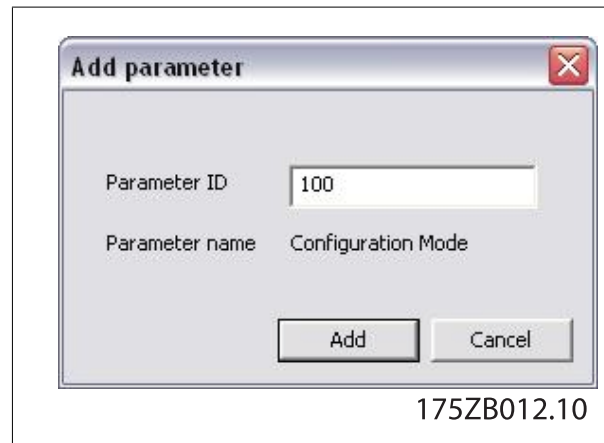 Add parameter
Parameter ID 100
Parameter name Configuration Mode
Add Cancel
175ZB012.10